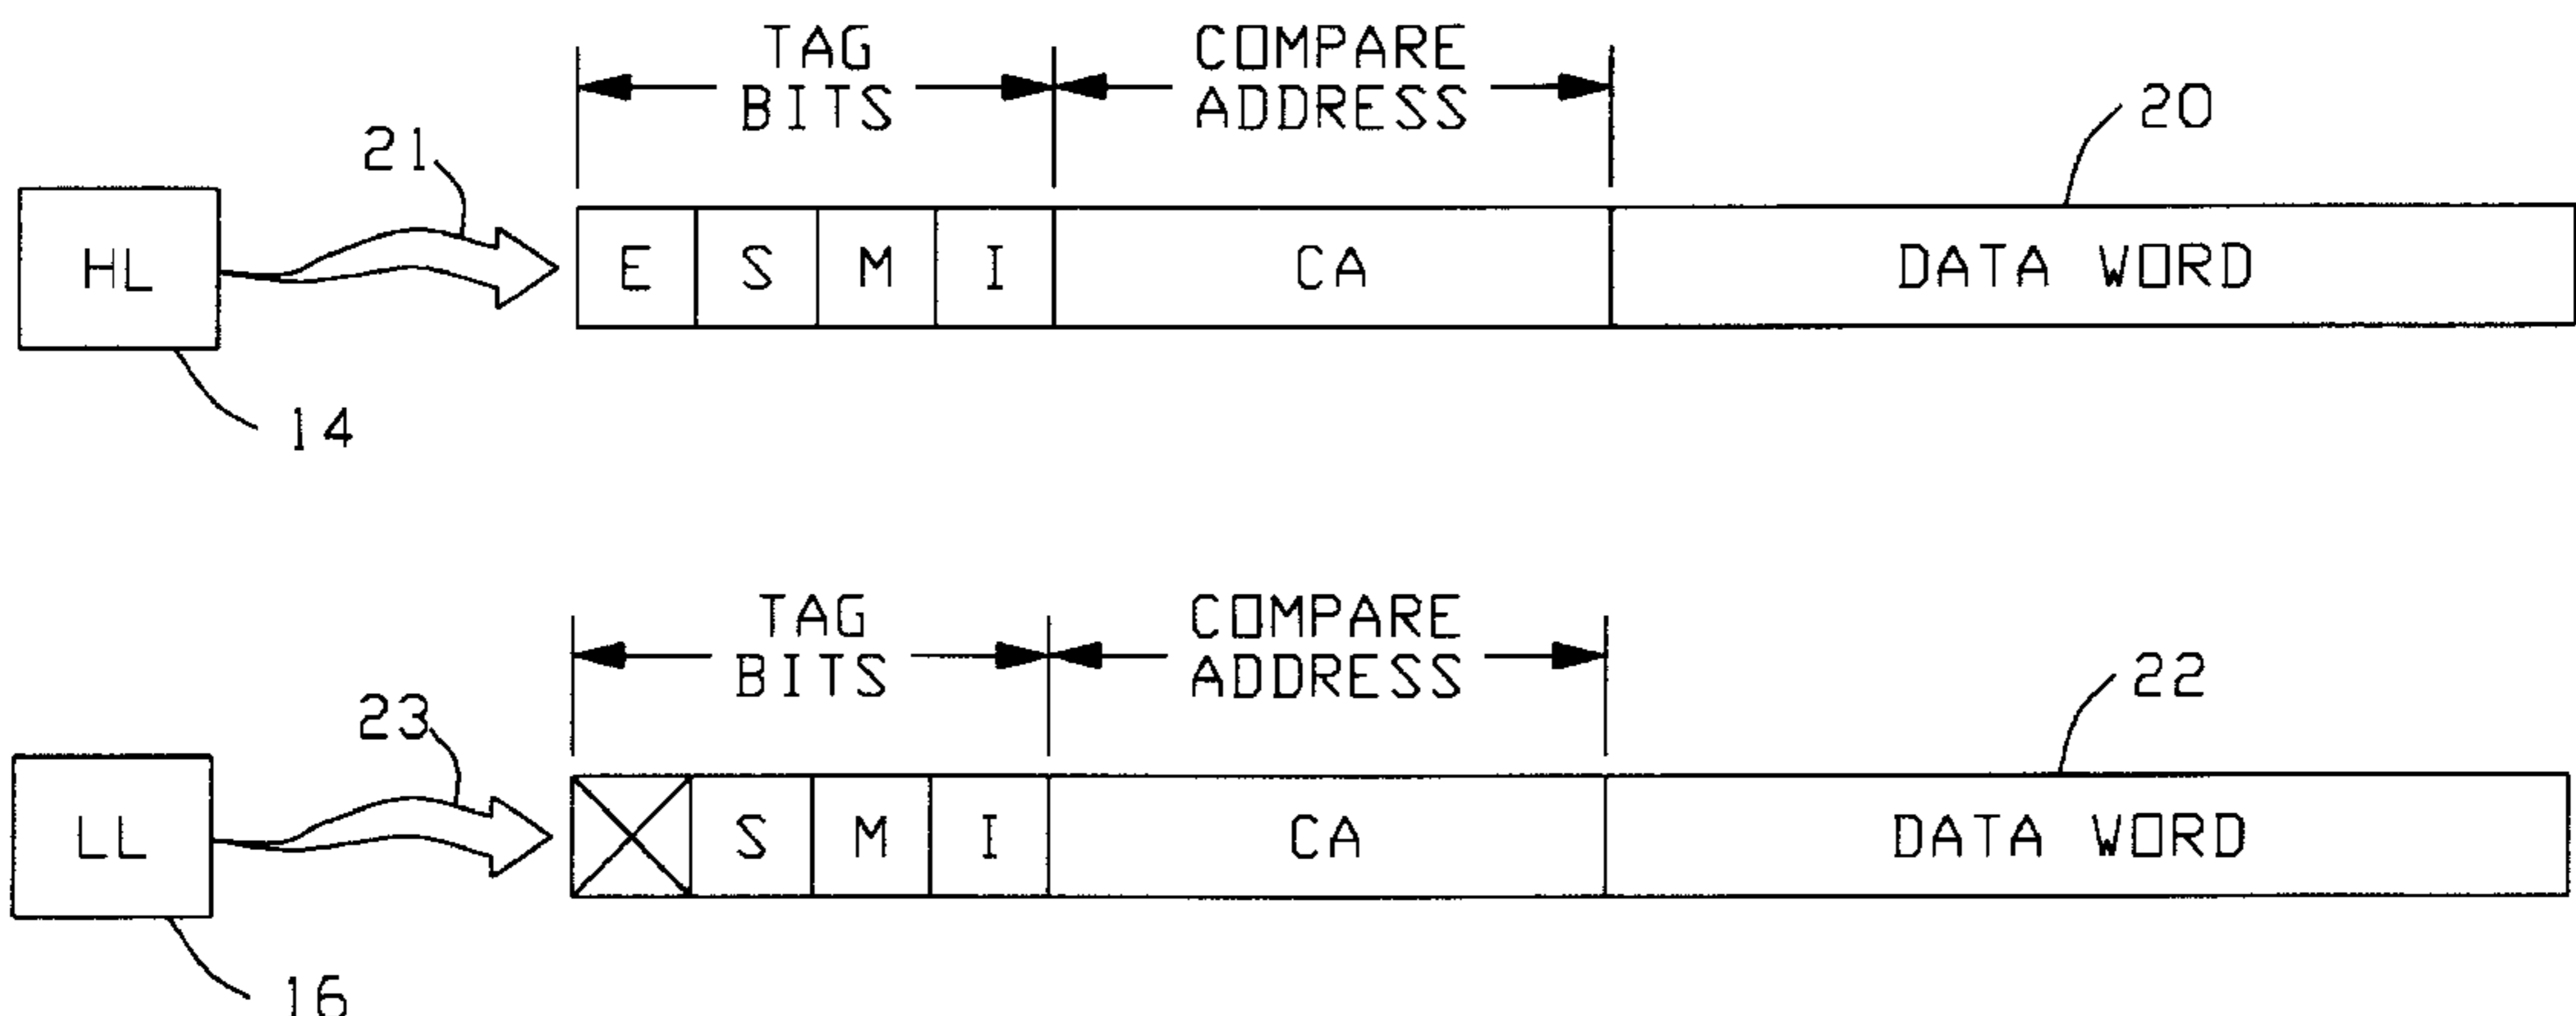 TAG
BITS
COMPARE
ADDRESS
20
21
HL
E S M I CA DATA WORD
14
TAG
BITS
COMPARE
ADDRESS
22
23
LL
S M I CA DATA WORD
16